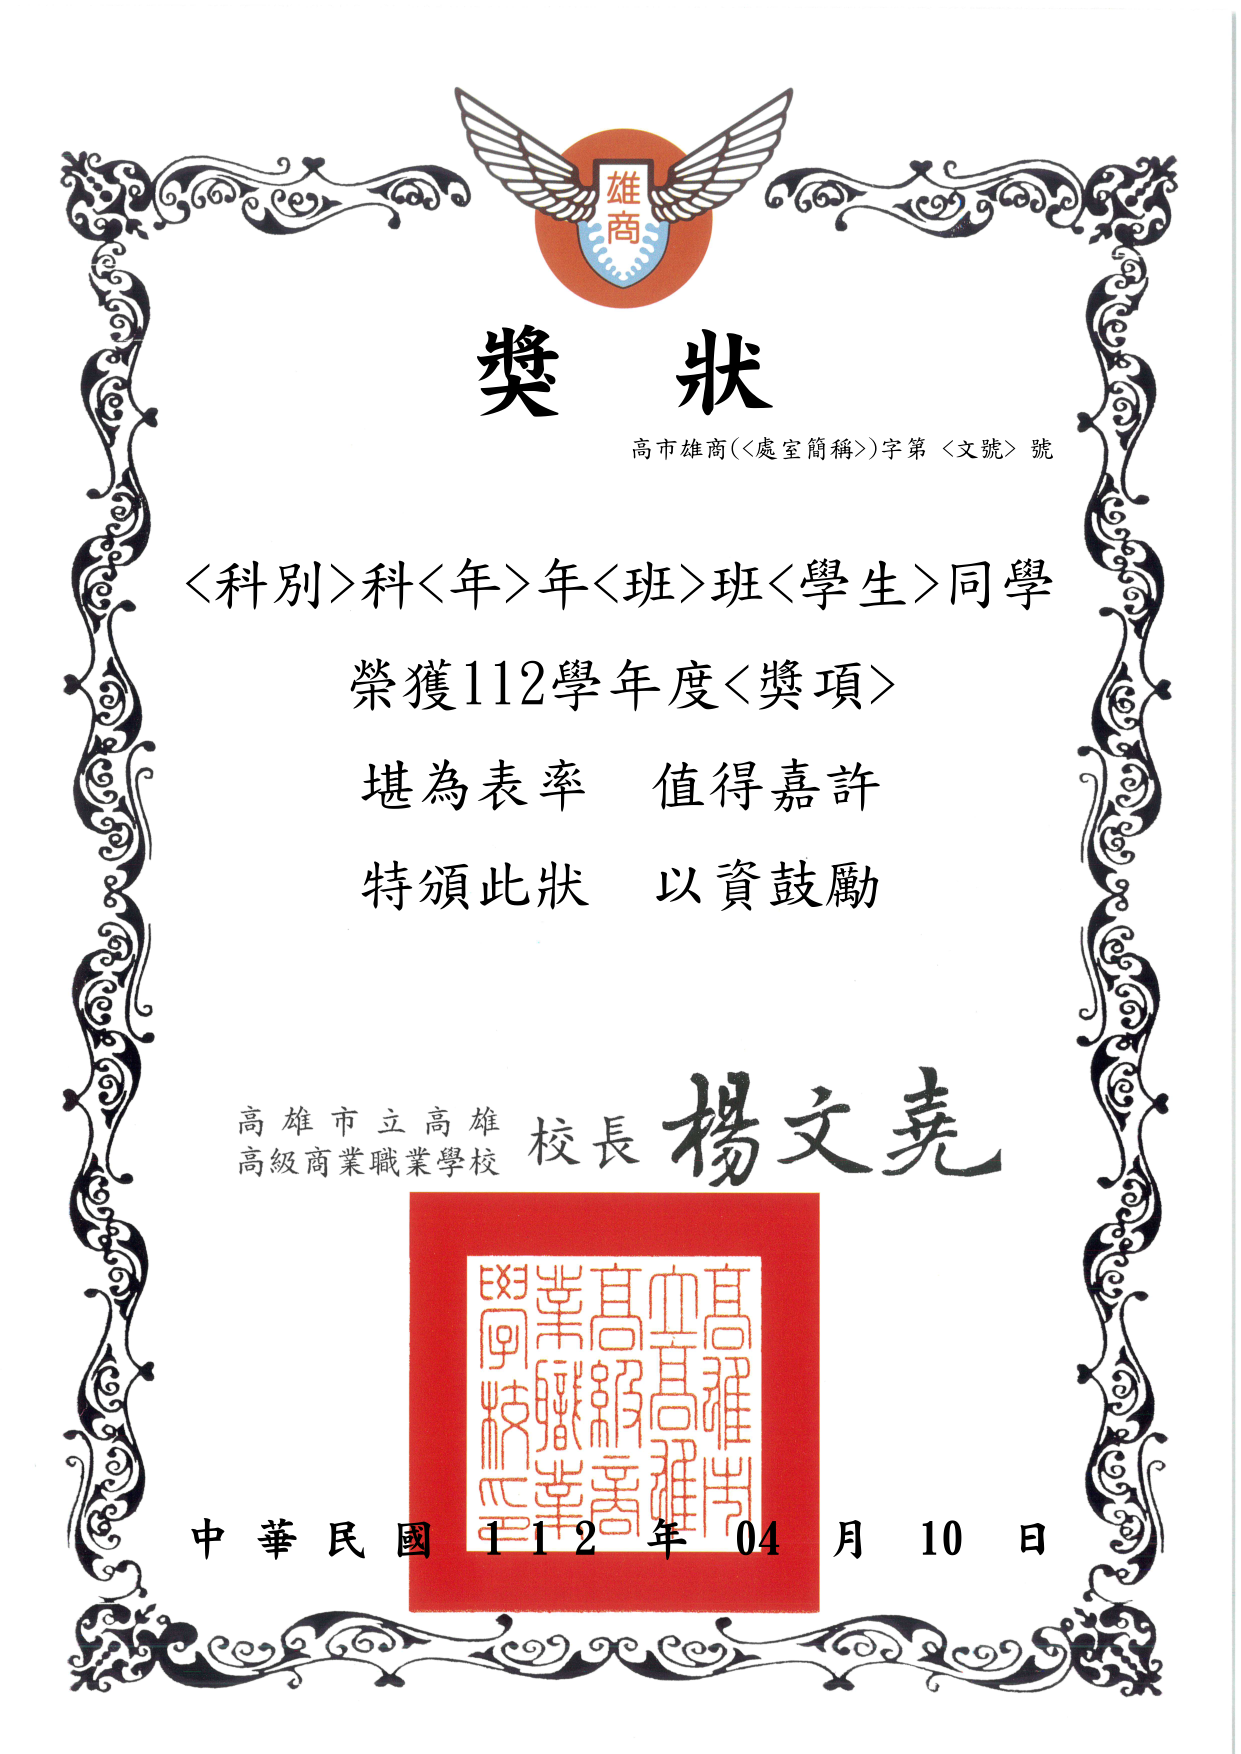 雄
商
獎 狀
高市雄商(<處室簡稱>)字第 <文號> 號
<科別>科<年>年<班>班<學生>同學
榮獲112學年度<獎項>
堪為表率 值得嘉許
特頒此狀 以資鼓勵
高雄市立高雄
高級商業職業學校
校長 楊文堯
高雄市
立高雄
高級商
業職業
學校印
中 華 民 國 1 1 2 年 04 月 10 日